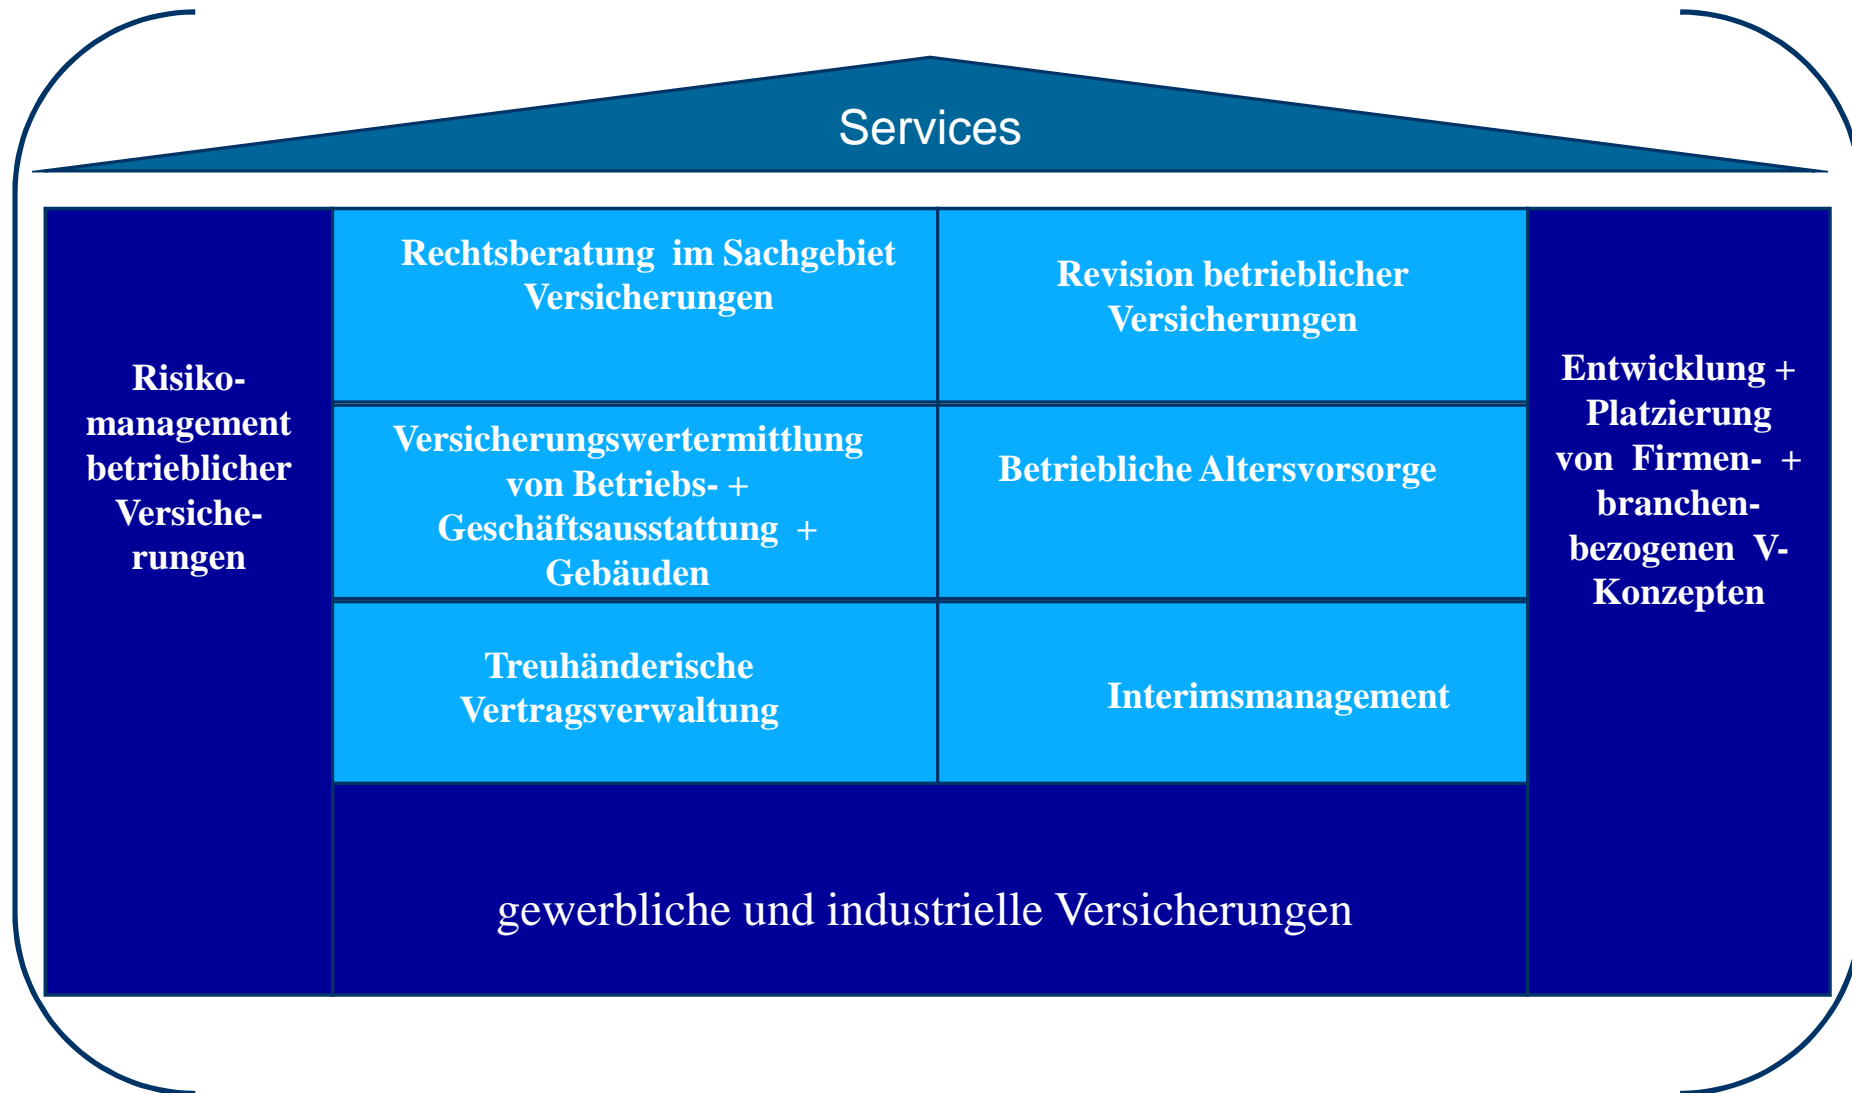 Services
Risiko-
management
betrieblicher
Versiche-
rungen
Rechtsberatung im Sachgebiet
Versicherungen
Revision betrieblicher
Versicherungen
Versicherungswertermittlung
von Betriebs- +
Geschäftsausstattung +
Gebäuden
Betriebliche Altersvorsorge
Treuhänderische
Vertragsverwaltung
Interimsmanagement
Entwicklung +
Platzierung
von Firmen- +
branchen-
bezogenen V-
Konzepten
gewerbliche und industrielle Versicherungen